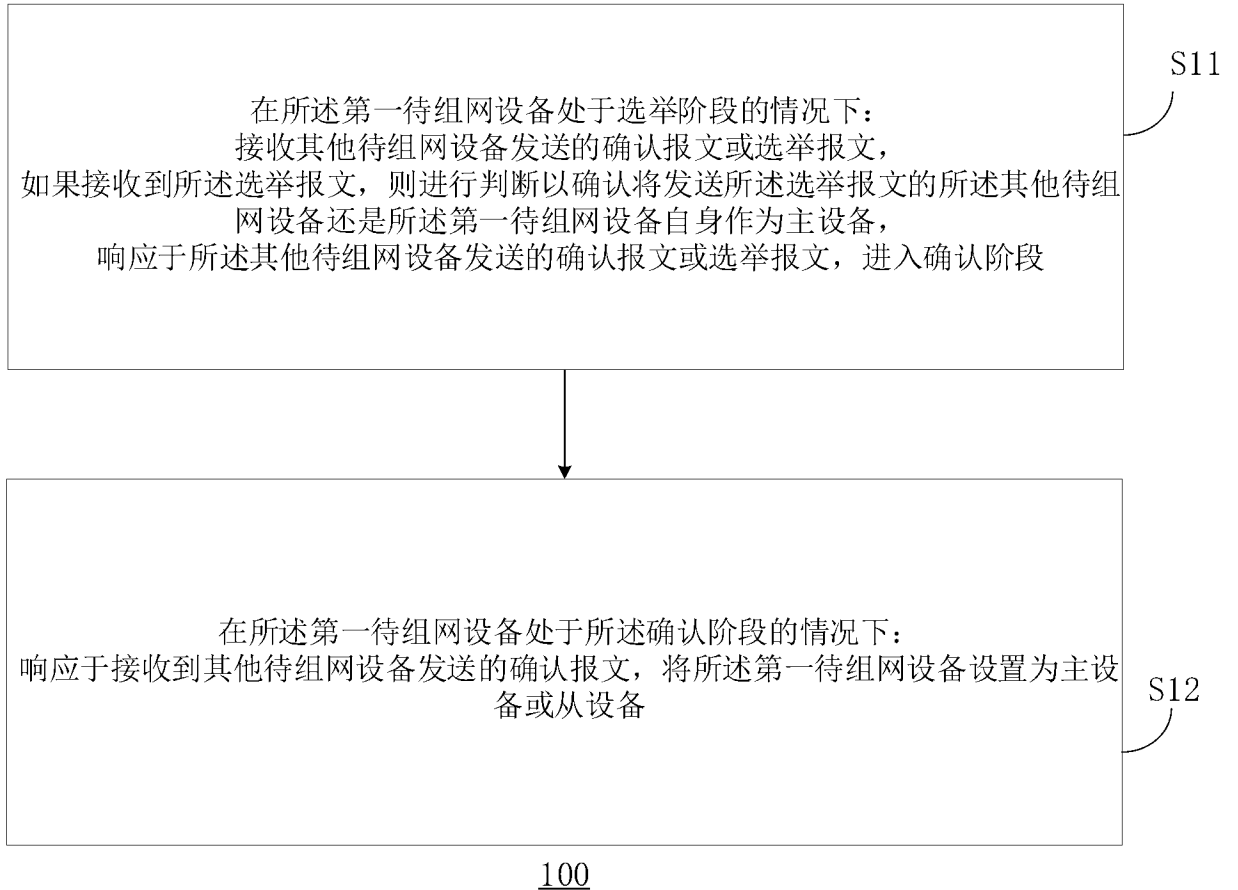 在所述第一待组网设备处于选举阶段的情况下：
接收其他待组网设备发送的确认报文或选举报文，
如果接收到所述选举报文，则进行判断以确认将发送所述选举报文的所述其他待组
网设备还是所述第一待组网设备自身作为主设备，
响应于所述其他待组网设备发送的确认报文或选举报文，进入确认阶段
S11
在所述第一待组网设备处于所述确认阶段的情况下：
响应于接收到其他待组网设备发送的确认报文，将所述第一待组网设备设置为主设
备或从设备
S12
100